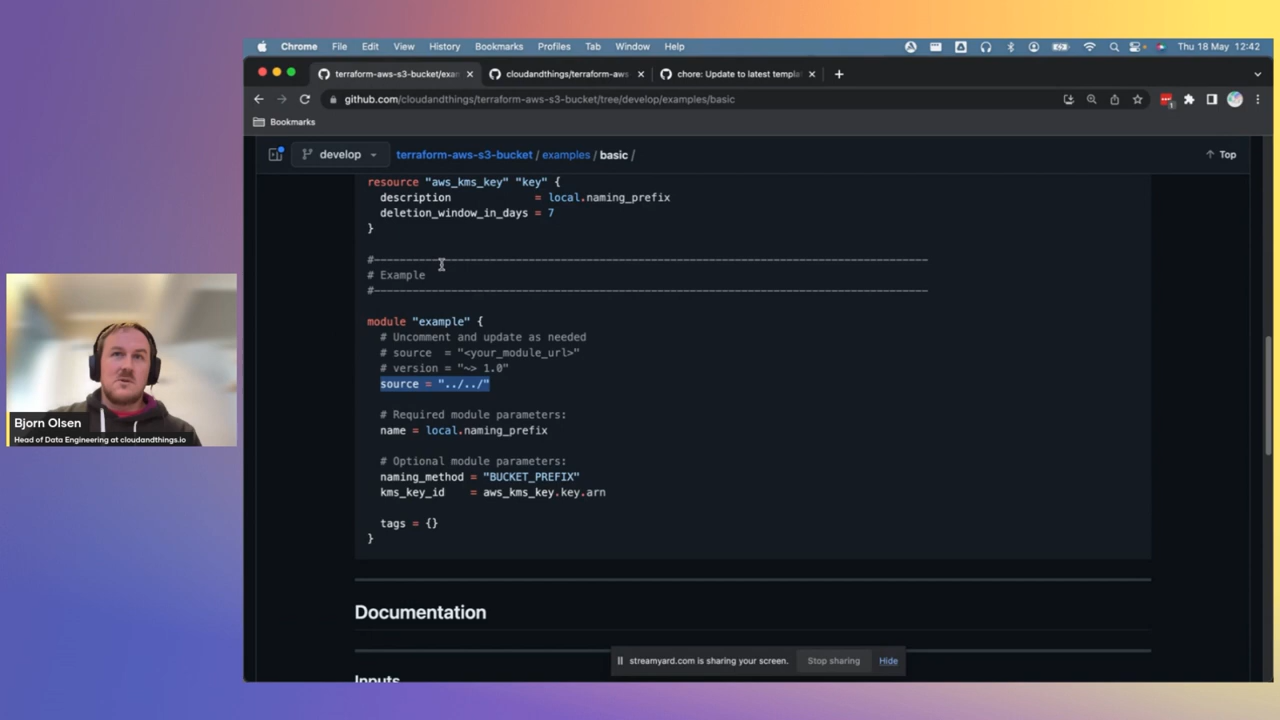 Chrome File Edit View History Bookmarks Profiles Tab Window Help Thu 18 May 12:42
terraform-aws-s3-bucket/exa
cloudandthings/terraform-aws
chore: Update to latest templa
github.com/cloudandthings/terraform-aws-s3-bucket/tree/develop/examples/basic
Bookmarks
develop
terraform-aws-s3-bucket / examples / basic /
Top
resource "aws_kms_key" "key" {
description = local.naming_prefix
deletion_window_in_days = 7
}
#------------------------------------------------------------------------------------------
# Example
#------------------------------------------------------------------------------------------
module "example" {
# Uncomment and update as needed
# source = "<your_module_url>"
# version = "~> 1.0"
source = "../../"
# Required module parameters:
name = local.naming_prefix
# Optional module parameters:
naming_method = "BUCKET_PREFIX"
kms_key_id = aws_kms_key.key.arn
tags = {}
}
Documentation
Inputs
streamyard.com is sharing your screen. Stop sharing Hide
Bjorn Olsen
Head of Data Engineering at cloudandthings.io